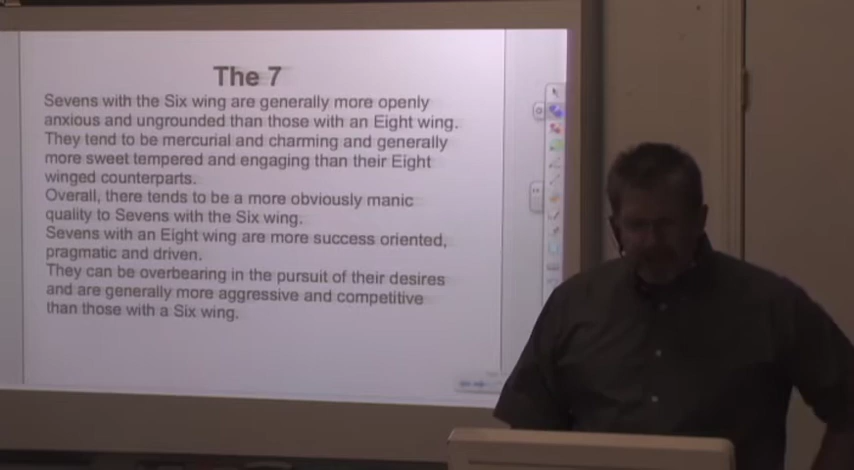 The 7
Sevens with the Six wing are generally more openly
anxious and ungrounded than those with an Eight wing.
They tend to be mercurial and charming and generally
more sweet tempered and engaging than their Eight
winged counterparts.
Overall, there tends to be a more obviously manic
quality to Sevens with the Six wing.
Sevens with an Eight wing are more success oriented,
pragmatic and driven.
They can be overbearing in the pursuit of their desires
and are generally more aggressive and competitive
than those with a Six wing.